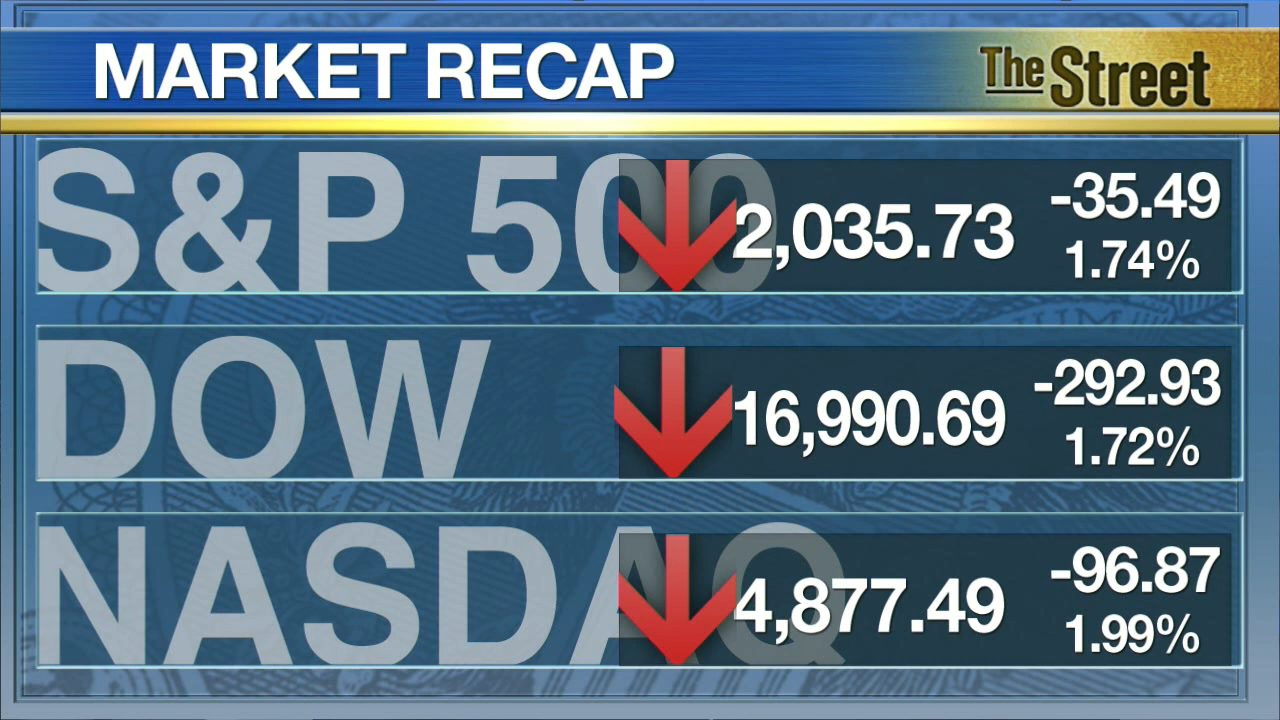 MARKET RECAP
The Street
S&P 500
2,035.73
-35.49
1.74%
DOW
16,990.69
-292.93
1.72%
NASDAQ
4,877.49
-96.87
1.99%